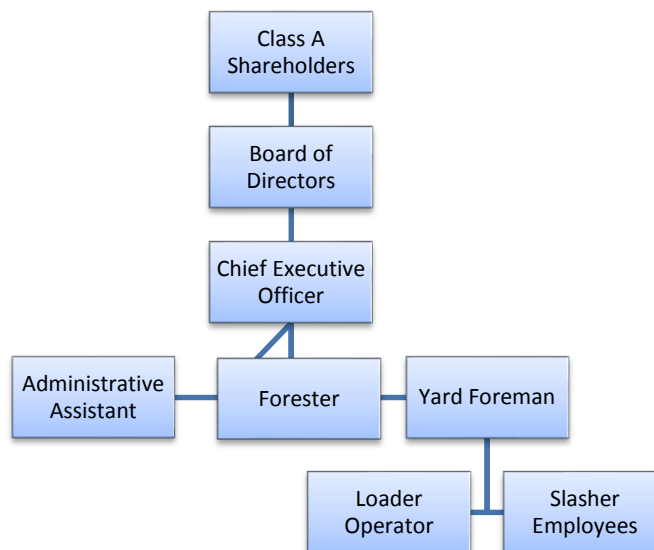 Class A
Shareholders
Board of
Directors
Chief Executive
Officer
Administrative
Assistant
Forester
Yard Foreman
Loader
Operator
Slasher
Employees